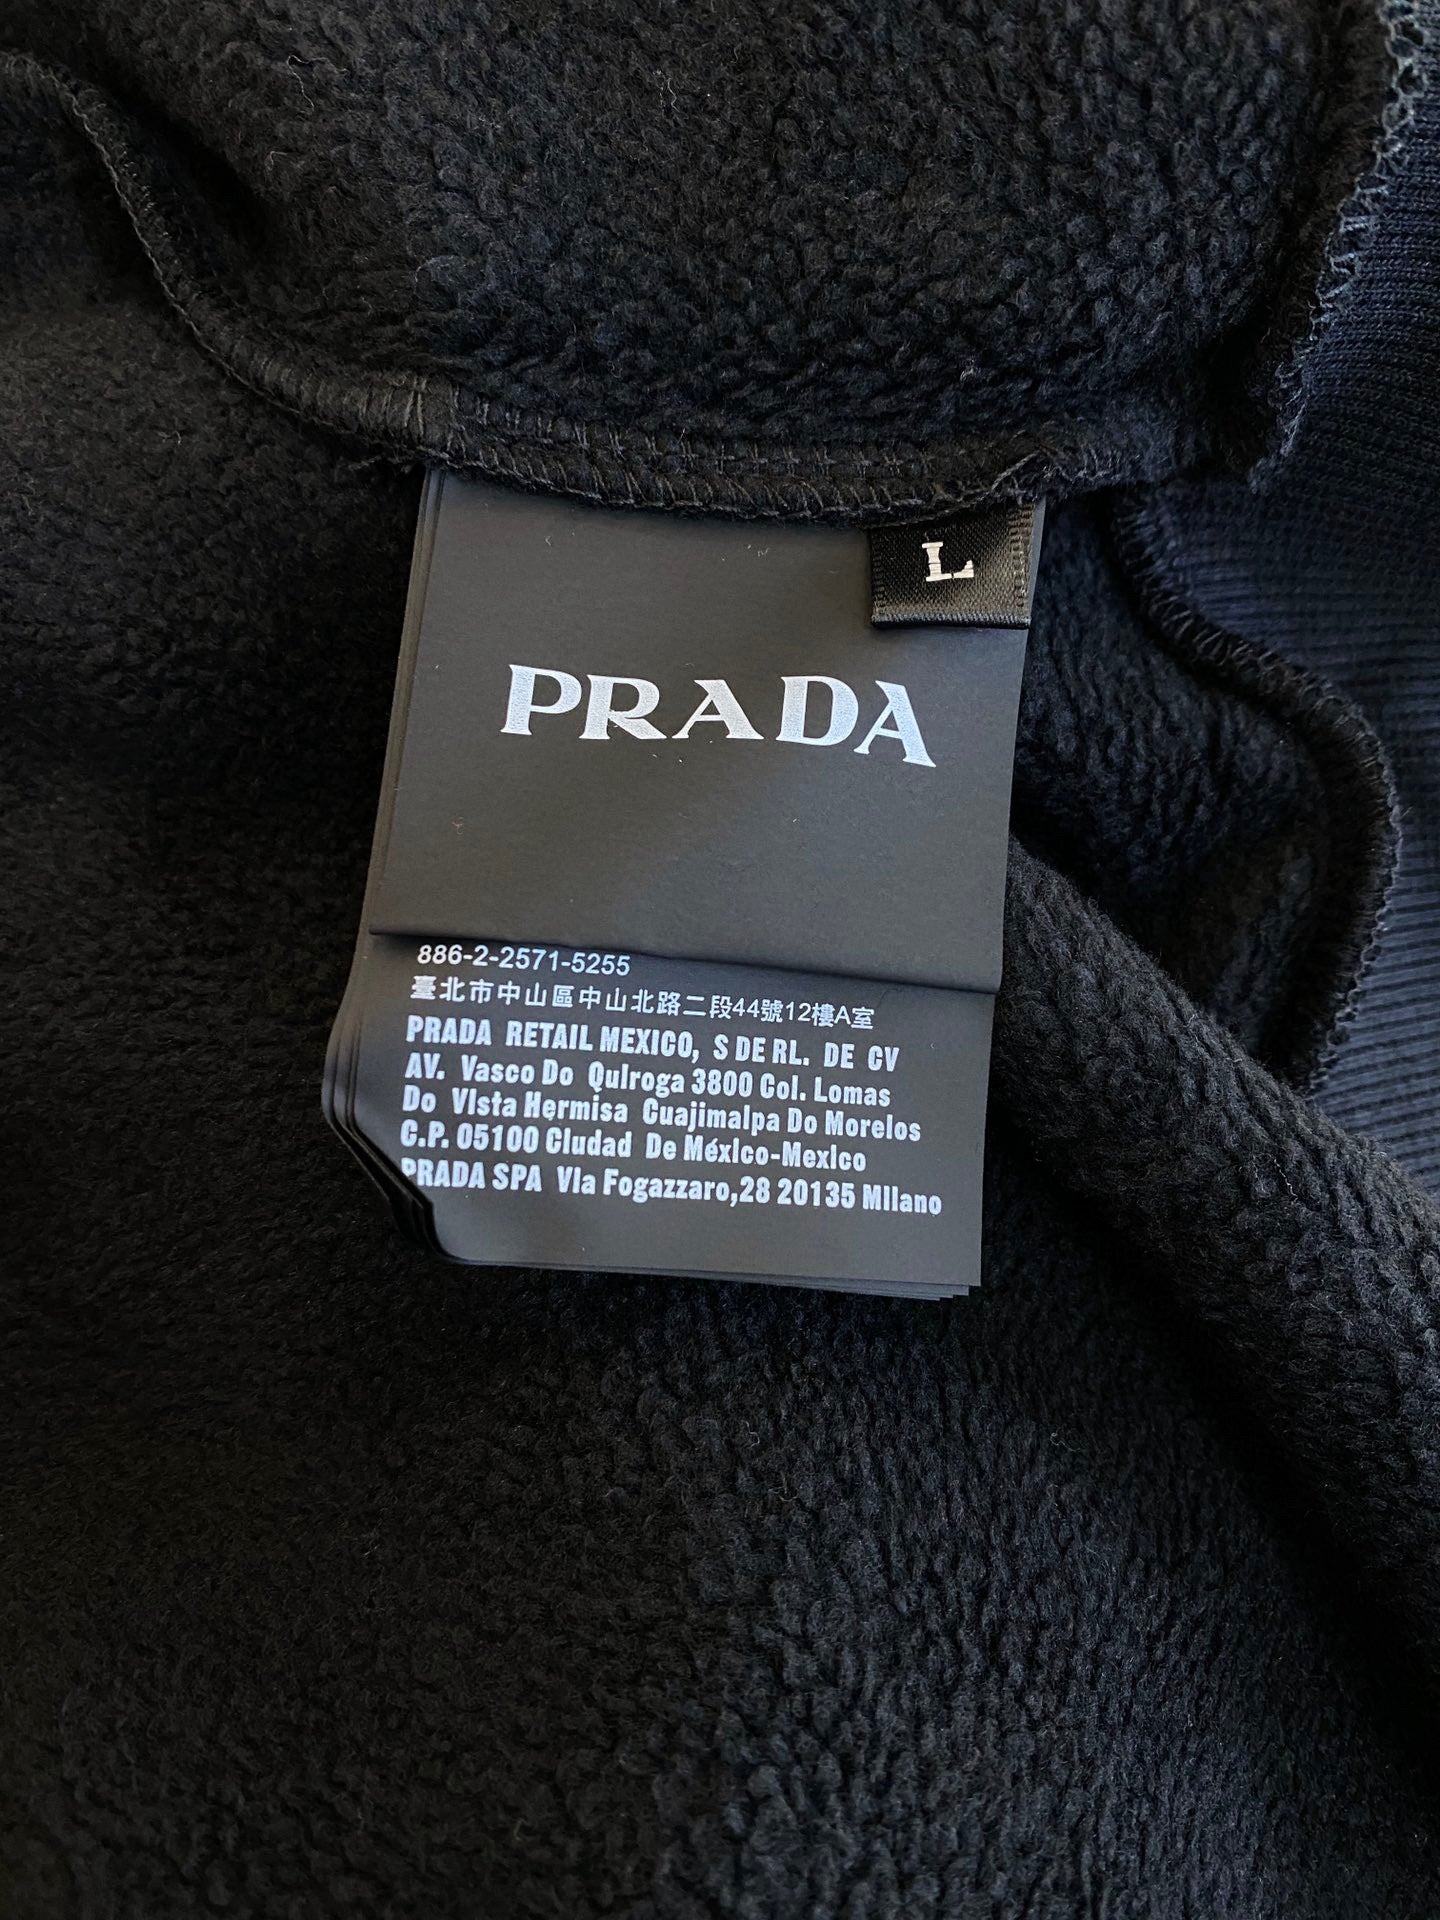 L
PRADA
886-2-2571-5255
臺北市中山區中山北路二段44號12樓A室
PRADA RETAIL MEXICO, S DE RL. DE CV
AV. Vasco Do Qulroga 3800 Col. Lomas
Do Vlsta Hermisa Cuajimalpa Do Morelos
C.P. 05100 Cludad De Méxlco-Mexlco
PRADA SPA Vla Fogazzaro,28 20135 Mllano